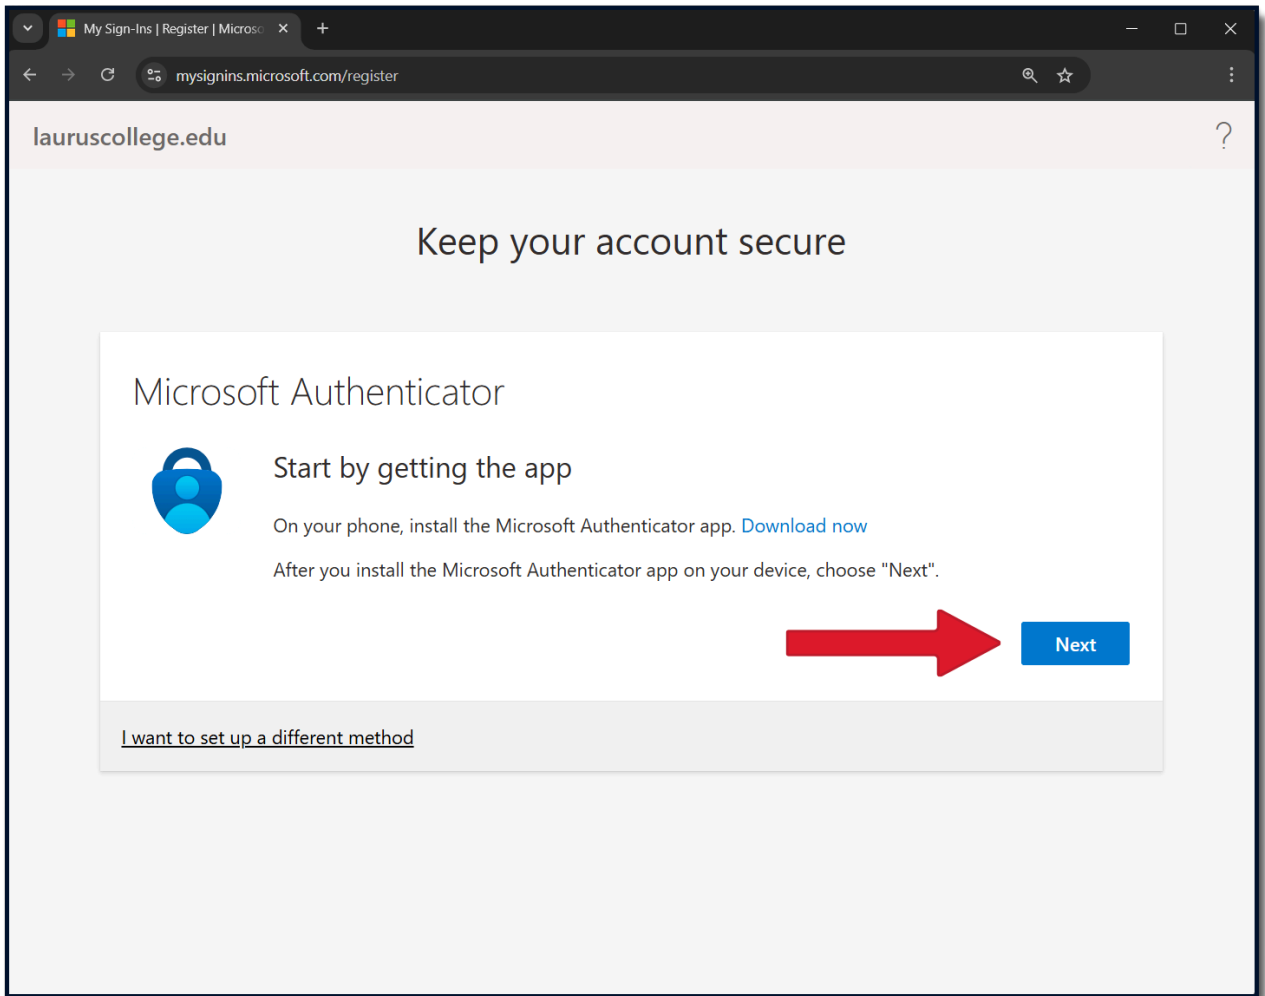 My Sign-Ins | Register | Microso
mysignins.microsoft.com/register
lauruscollege.edu
?
Keep your account secure
Microsoft Authenticator
Start by getting the app
On your phone, install the Microsoft Authenticator app. Download now
After you install the Microsoft Authenticator app on your device, choose "Next".
Next
I want to set up a different method